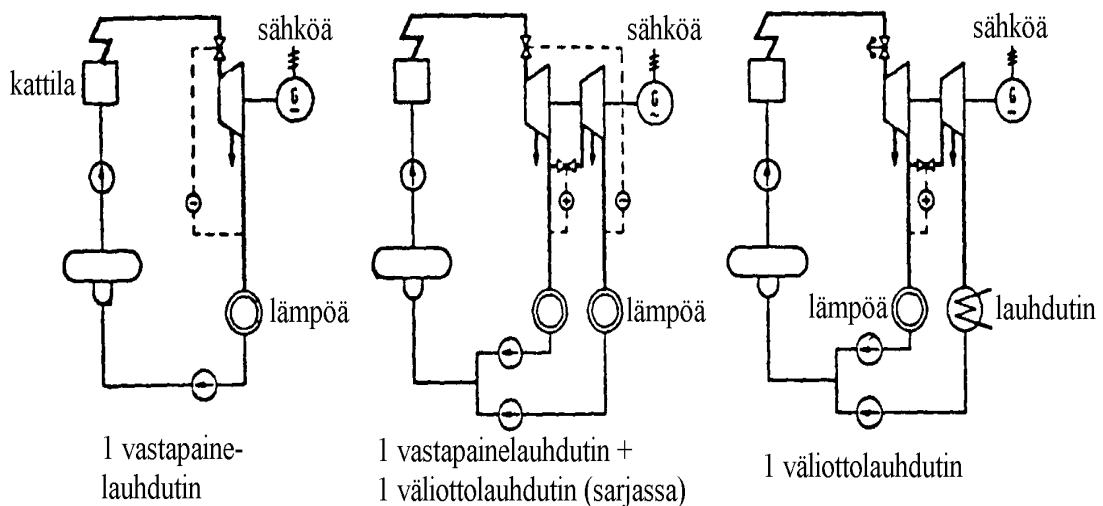 sähköä
kattila
G
lämpöä
1 vastapaine-
lauhdutin
sähköä
G
~
lämpöä
1 vastapainelauhdutin +
1 väliottolauhdutin (sarjassa)
sähköä
G
lämpöä
lauhdutin
1 väliottolauhdutin